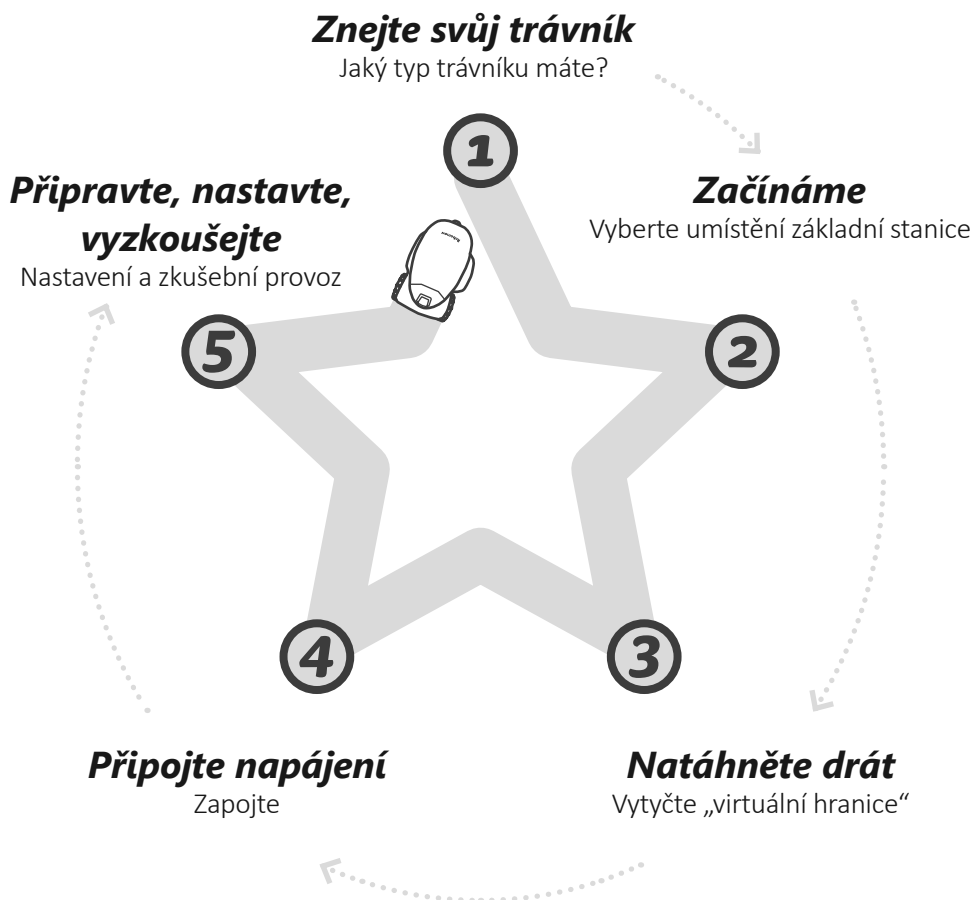 Znejte svůj trávník
Jaký typ trávníku máte?
1
Začínáme
Vyberte umístění základní stanice
2
Natáhněte drát
Vytyčte „virtuální hranice“
3
Připojte napájení
Zapojte
4
Připravte, nastavte,
vyzkoušejte
Nastavení a zkušební provoz
5